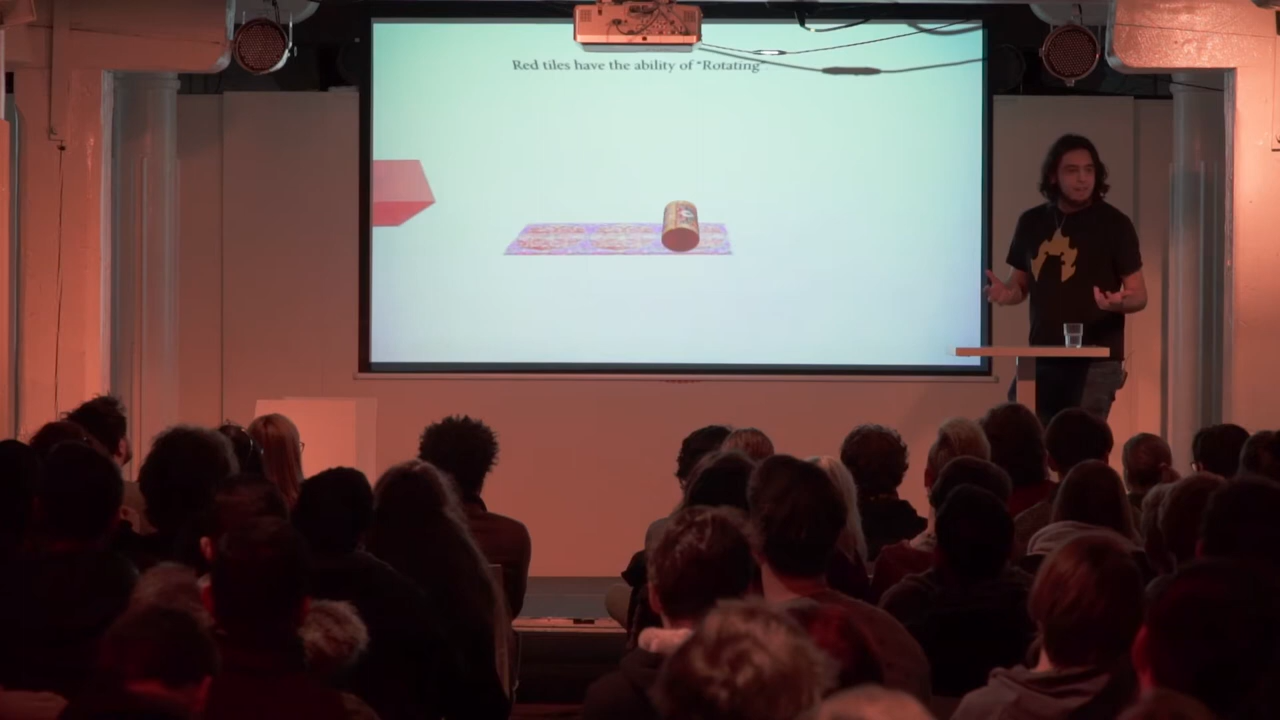 Red tiles have the ability of “Rotating”